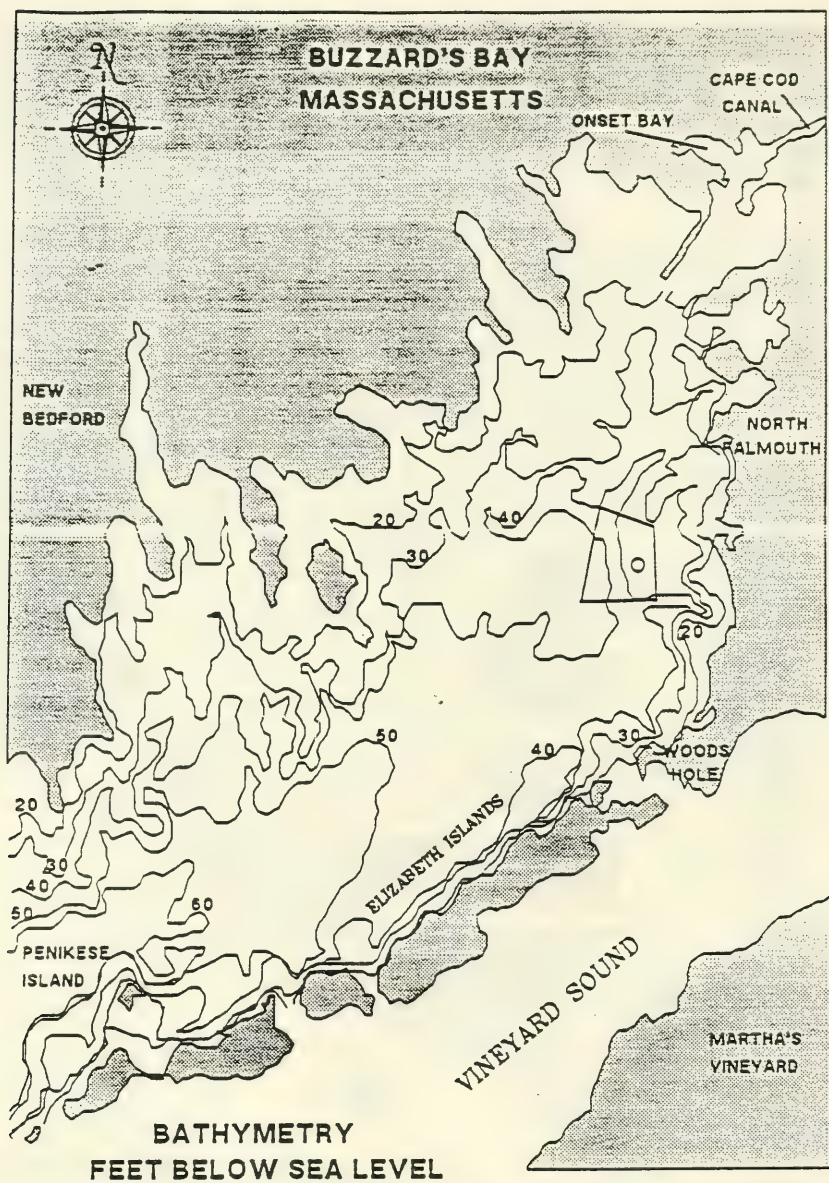 N
BUZZARD'S BAY
MASSACHUSETTS
CAPE COD
CANAL
ONSET BAY
NEW
BEDFORD
NORTH
FALMOUTH
20
40
30
20
50
40
30
WOODS
HOLE
20
30
40
50
60
ELIZABETH ISLANDS
PENIKESE
ISLAND
VINEYARD SOUND
MARTHA'S
VINEYARD
BATHYMETRY
FEET BELOW SEA LEVEL